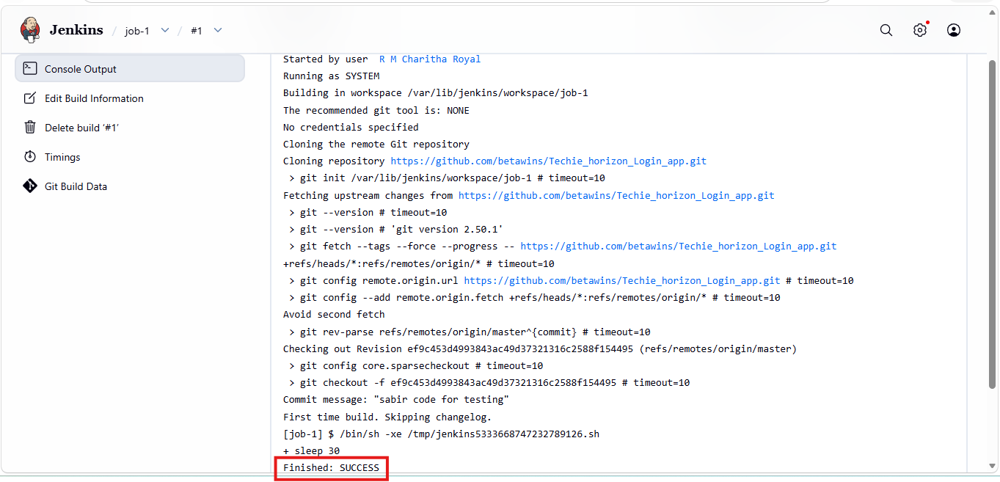 Jenkins / job-1 / #1
Console Output
Edit Build Information
Delete build ‘#1’
Timings
Git Build Data
Started by user R M Charitha Royal
Running as SYSTEM
Building in workspace /var/lib/jenkins/workspace/job-1
The recommended git tool is: NONE
No credentials specified
Cloning the remote Git repository
Cloning repository https://github.com/betawins/Techie_horizon_Login_app.git
> git init /var/lib/jenkins/workspace/job-1 # timeout=10
Fetching upstream changes from https://github.com/betawins/Techie_horizon_Login_app.git
> git --version # timeout=10
> git --version # 'git version 2.50.1'
> git fetch --tags --force --progress -- https://github.com/betawins/Techie_horizon_Login_app.git
+refs/heads/*:refs/remotes/origin/* # timeout=10
> git config remote.origin.url https://github.com/betawins/Techie_horizon_Login_app.git # timeout=10
> git config --add remote.origin.fetch +refs/heads/*:refs/remotes/origin/* # timeout=10
Avoid second fetch
> git rev-parse refs/remotes/origin/master^{commit} # timeout=10
Checking out Revision ef9c453d4993843ac49d37321316c2588f154495 (refs/remotes/origin/master)
> git config core.sparsecheckout # timeout=10
> git checkout -f ef9c453d4993843ac49d37321316c2588f154495 # timeout=10
Commit message: "sabir code for testing"
First time build. Skipping changelog.
[job-1] $ /bin/sh -xe /tmp/jenkins5333668747232789126.sh
+ sleep 30
Finished: SUCCESS